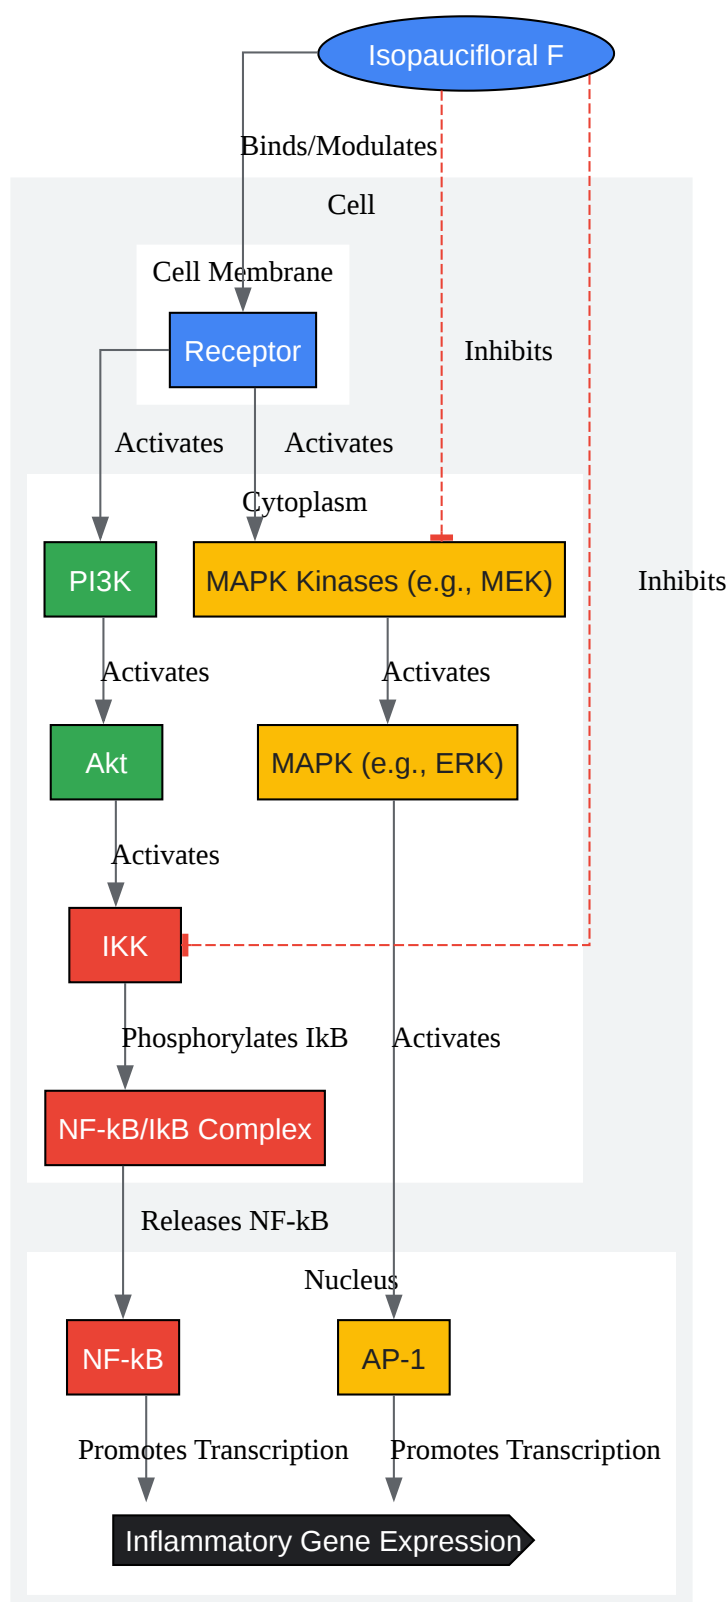 Isopaucifloral F
Binds/Modulates
Cell
Cell Membrane
Receptor
Inhibits
Activates
Activates
Cytoplasm
PI3K
MAPK Kinases (e.g., MEK)
Inhibits
Activates
Activates
Akt
MAPK (e.g., ERK)
Activates
IKK
Phosphorylates IkB
Activates
NF-kB/IkB Complex
Releases NF-kB
Nucleus
NF-kB
AP-1
Promotes Transcription
Promotes Transcription
Inflammatory Gene Expression